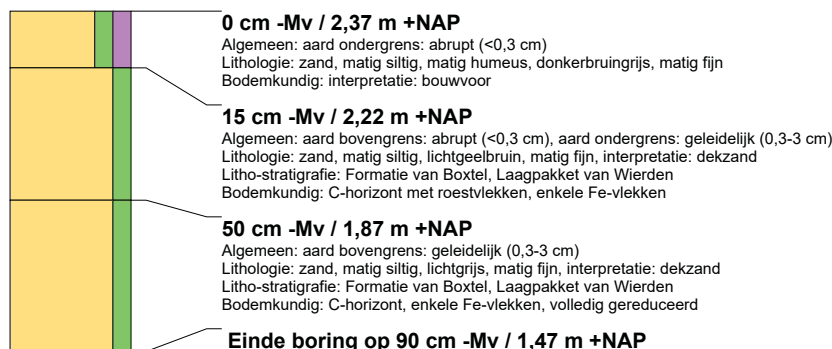 0 cm -Mv / 2,37 m +NAP
Algemeen: aard ondergrens: abrupt (<0,3 cm)
Lithologie: zand, matig siltig, matig humeus, donkerbruingrijs, matig fijn
Bodemkundig: interpretatie: bouwvoor
15 cm -Mv / 2,22 m +NAP
Algemeen: aard bovengrens: abrupt (<0,3 cm), aard ondergrens: geleidelijk (0,3-3 cm)
Lithologie: zand, matig siltig, lichtgeelbruin, matig fijn, interpretatie: dekzand
Litho-stratigrafie: Formatie van Boxtel, Laagpakket van Wierden
Bodemkundig: C-horizont met roestvlekken, enkele Fe-vlekken
50 cm -Mv / 1,87 m +NAP
Algemeen: aard bovengrens: geleidelijk (0,3-3 cm)
Lithologie: zand, matig siltig, lichtgrijs, matig fijn, interpretatie: dekzand
Litho-stratigrafie: Formatie van Boxtel, Laagpakket van Wierden
Bodemkundig: C-horizont, enkele Fe-vlekken, volledig gereduceerd
Einde boring op 90 cm -Mv / 1,47 m +NAP